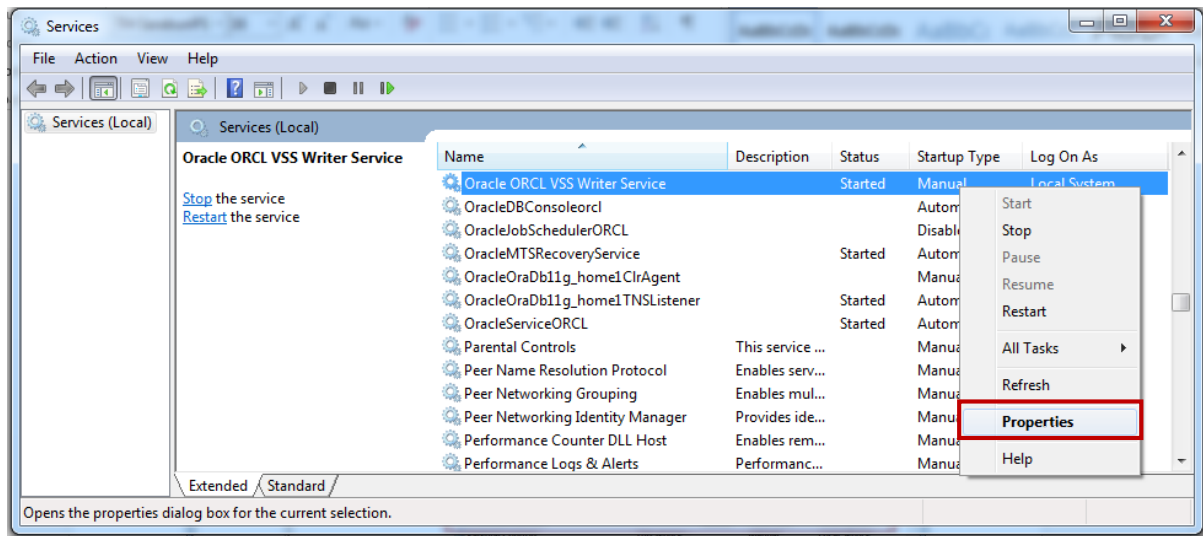 Services
File Action View Help
Services (Local)
Services (Local)
Oracle ORCL VSS Writer Service
Stop the service
Restart the service
Name Description Status Startup Type Log On As
Oracle ORCL VSS Writer Service Started Manual Local System
OracleDBConsoleorcl Autom
OracleJobSchedulerORCL Disabl
OracleMTSRecoveryService Started Autom
OracleOraDb11g_home1ClrAgent Manua
OracleOraDb11g_home1TNSListener Started Autom
OracleServiceORCL Started Autom
Parental Controls This service ... Manua
Peer Name Resolution Protocol Enables serv... Manua
Peer Networking Grouping Enables mul... Manua
Peer Networking Identity Manager Provides ide... Manua
Performance Counter DLL Host Enables rem... Manua
Performance Logs & Alerts Performanc... Manua
Start
Stop
Pause
Resume
Restart
All Tasks
Refresh
Properties
Help
Extended Standard
Opens the properties dialog box for the current selection.